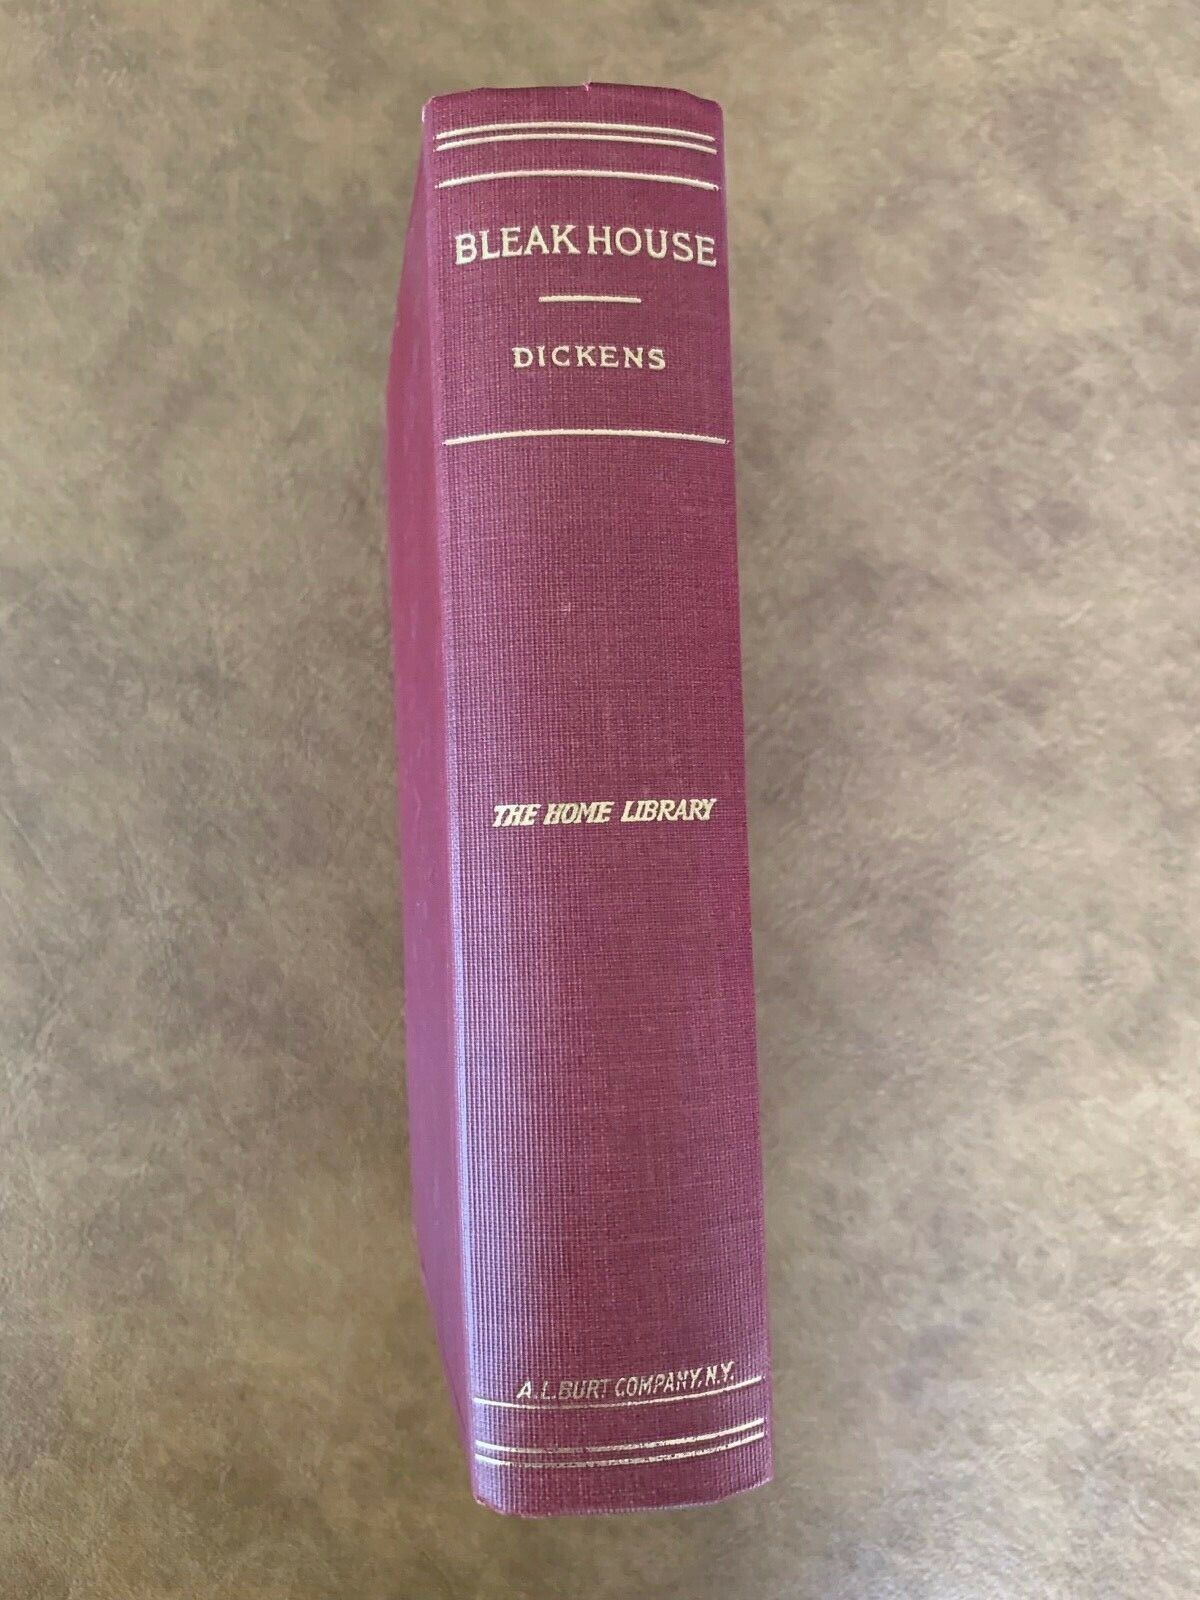 BLEAK HOUSE
DICKENS
THE HOME LIBRARY
A. L. BURT COMPANY, N. Y.